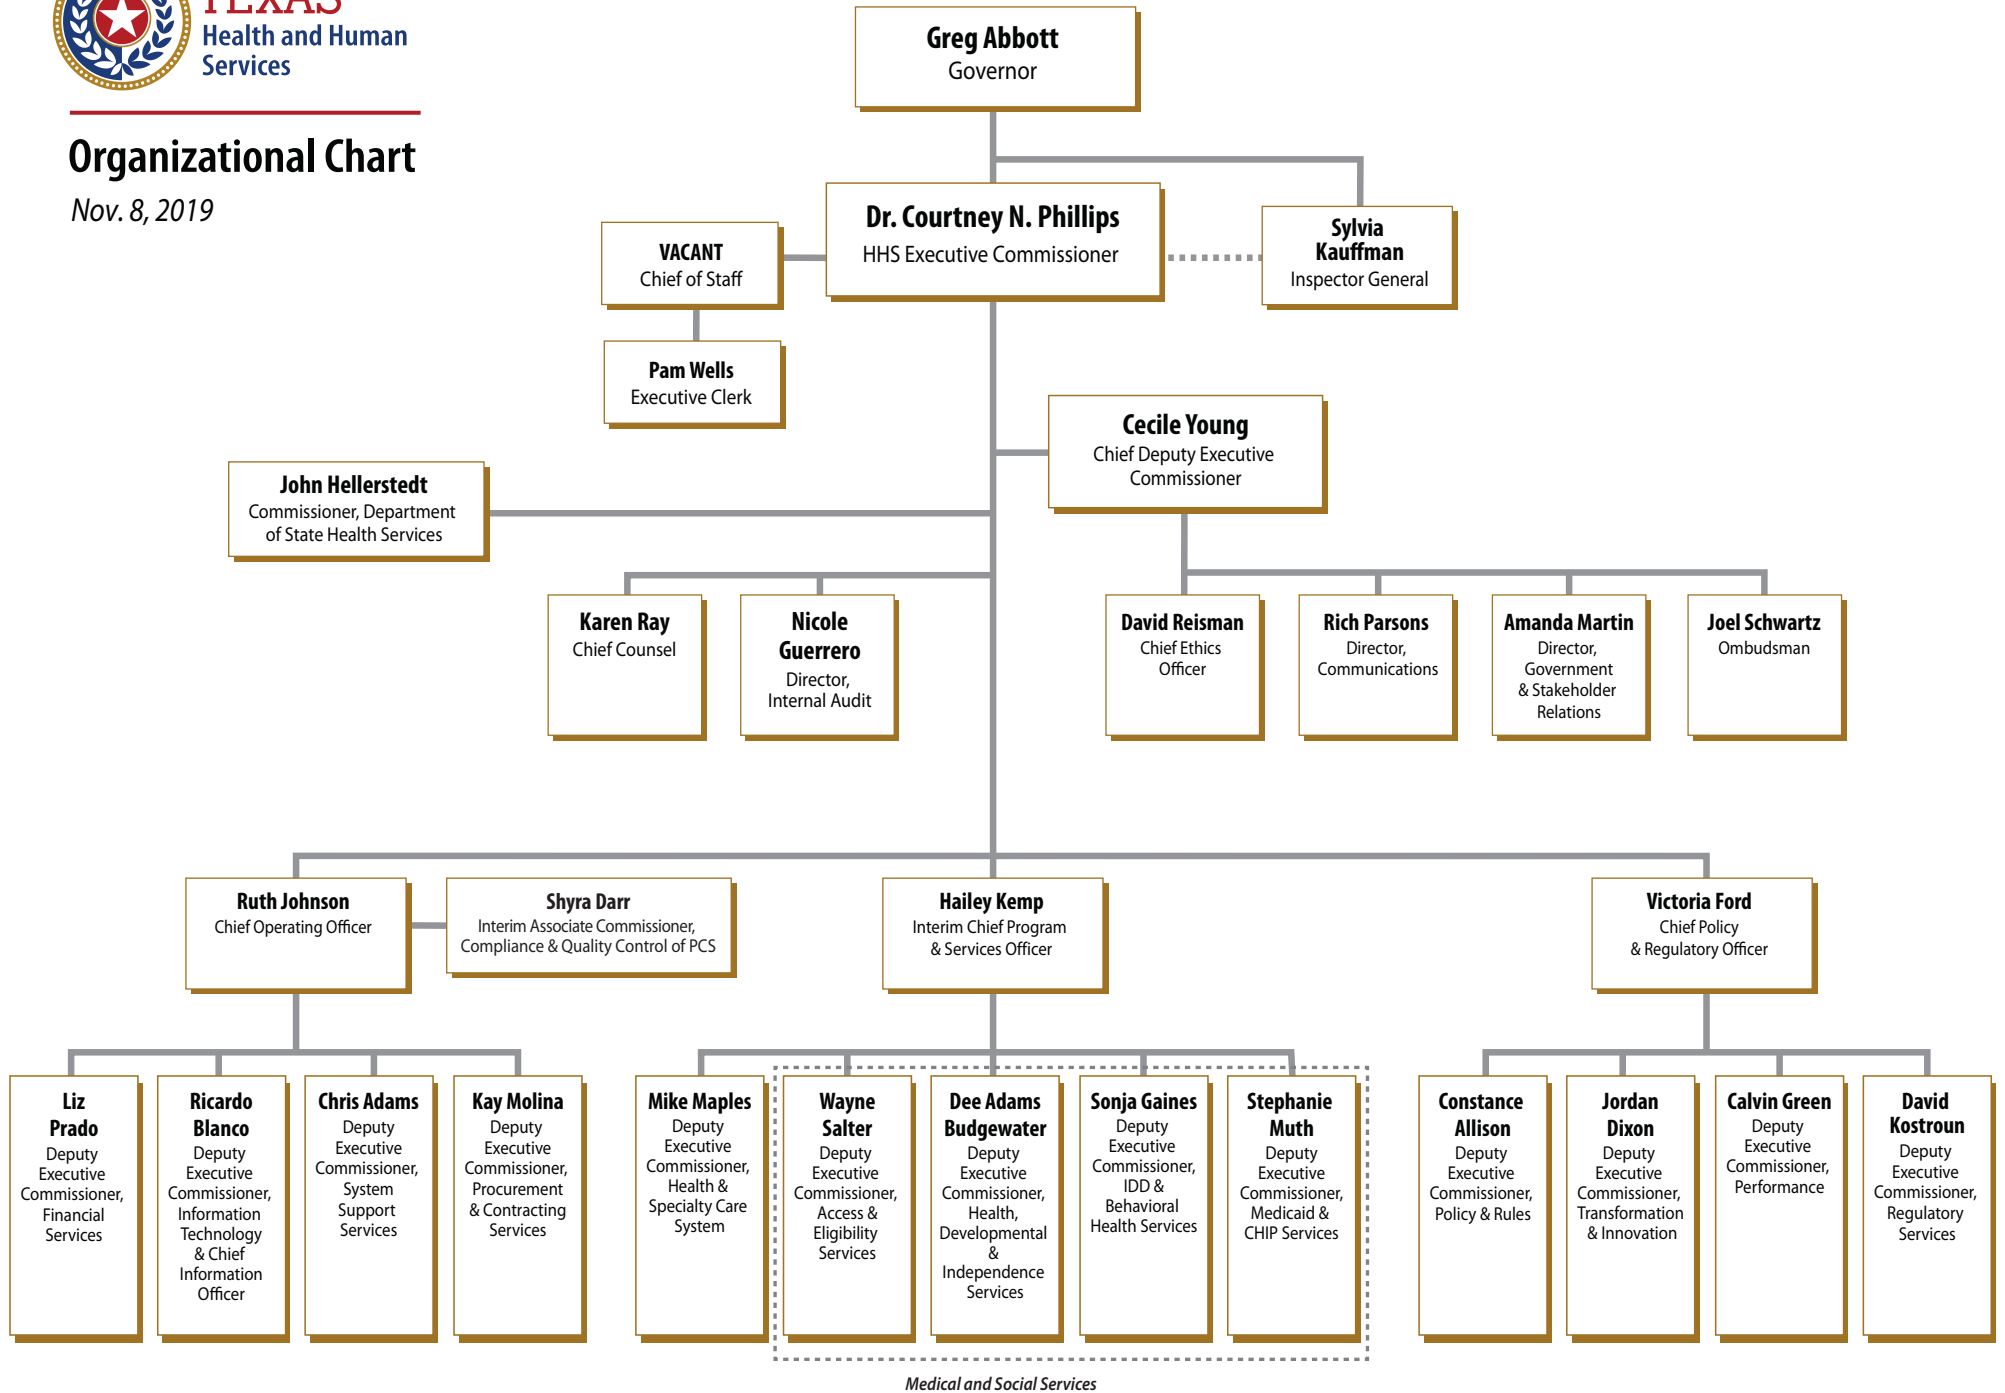 TEXAS
Health and Human
Services
Organizational Chart
Nov. 8, 2019
Greg Abbott
Governor
Dr. Courtney N. Phillips
HHS Executive Commissioner
Sylvia
Kauffman
Inspector General
VACANT
Chief of Staff
Pam Wells
Executive Clerk
Cecile Young
Chief Deputy Executive
Commissioner
John Hellerstedt
Commissioner, Department
of State Health Services
Karen Ray
Chief Counsel
Nicole
Guerrero
Director,
Internal Audit
David Reisman
Chief Ethics
Officer
Rich Parsons
Director,
Communications
Amanda Martin
Director,
Government
& Stakeholder
Relations
Joel Schwartz
Ombudsman
Ruth Johnson
Chief Operating Officer
Shyra Darr
Interim Associate Commissioner,
Compliance & Quality Control of PCS
Hailey Kemp
Interim Chief Program
& Services Officer
Victoria Ford
Chief Policy
& Regulatory Officer
Liz
Prado
Deputy
Executive
Commissioner,
Financial
Services
Ricardo
Blanco
Deputy
Executive
Commissioner,
Information
Technology
& Chief
Information
Officer
Chris Adams
Deputy
Executive
Commissioner,
System
Support
Services
Kay Molina
Deputy
Executive
Commissioner,
Procurement
& Contracting
Services
Mike Maples
Deputy
Executive
Commissioner,
Health &
Specialty Care
System
Wayne
Salter
Deputy
Executive
Commissioner,
Access &
Eligibility
Services
Dee Adams
Budgewater
Deputy
Executive
Commissioner,
Health,
Developmental
&
Independence
Services
Sonja Gaines
Deputy
Executive
Commissioner,
IDD &
Behavioral
Health Services
Stephanie
Muth
Deputy
Executive
Commissioner,
Medicaid &
CHIP Services
Constance
Allison
Deputy
Executive
Commissioner,
Policy & Rules
Jordan
Dixon
Deputy
Executive
Commissioner,
Transformation
& Innovation
Calvin Green
Deputy
Executive
Commissioner,
Performance
David
Kostroun
Deputy
Executive
Commissioner,
Regulatory
Services
Medical and Social Services